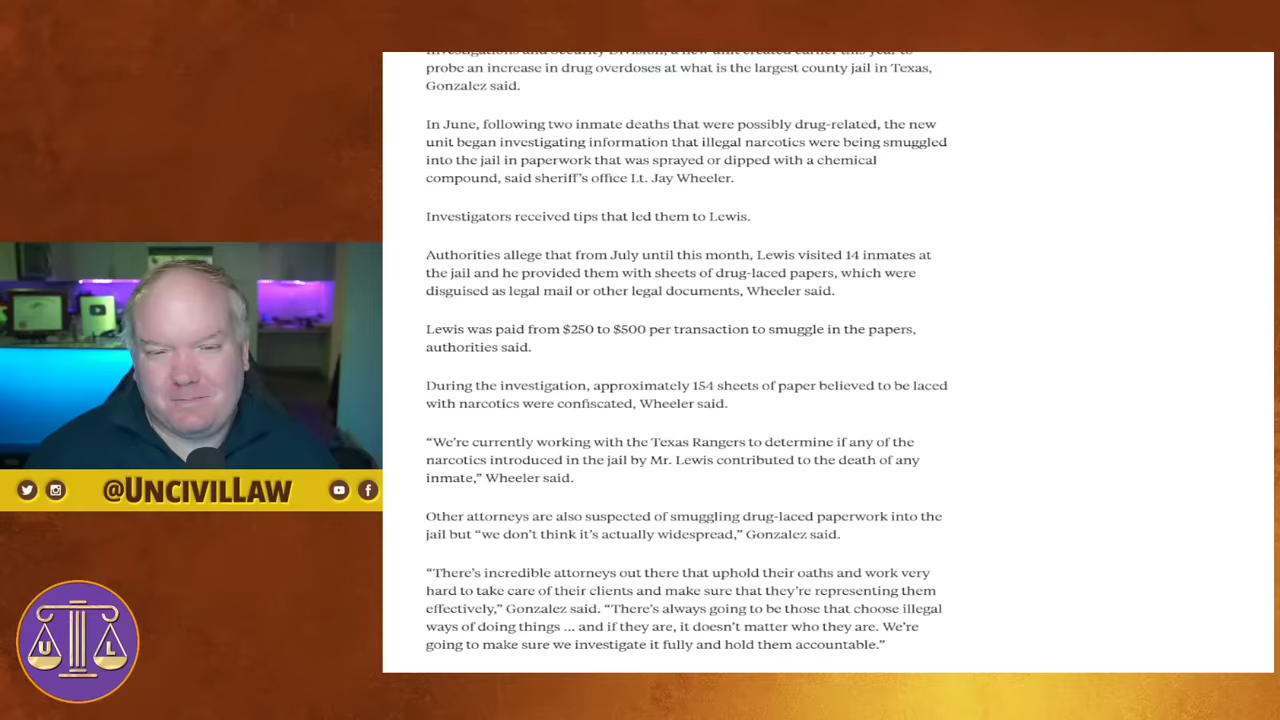 Investigations and Security Division, a new unit created earlier this year to
probe an increase in drug overdoses at what is the largest county jail in Texas,
Gonzalez said.
In June, following two inmate deaths that were possibly drug-related, the new
unit began investigating information that illegal narcotics were being smuggled
into the jail in paperwork that was sprayed or dipped with a chemical
compound, said sheriff’s office Lt. Jay Wheeler.
Investigators received tips that led them to Lewis.
Authorities allege that from July until this month, Lewis visited 14 inmates at
the jail and he provided them with sheets of drug-laced papers, which were
disguised as legal mail or other legal documents, Wheeler said.
Lewis was paid from $250 to $500 per transaction to smuggle in the papers,
authorities said.
During the investigation, approximately 154 sheets of paper believed to be laced
with narcotics were confiscated, Wheeler said.
“We’re currently working with the Texas Rangers to determine if any of the
narcotics introduced in the jail by Mr. Lewis contributed to the death of any
inmate,” Wheeler said.
Other attorneys are also suspected of smuggling drug-laced paperwork into the
jail but “we don’t think it’s actually widespread,” Gonzalez said.
“There’s incredible attorneys out there that uphold their oaths and work very
hard to take care of their clients and make sure that they’re representing them
effectively,” Gonzalez said. “There’s always going to be those that choose illegal
ways of doing things ... and if they are, it doesn’t matter who they are. We’re
going to make sure we investigate it fully and hold them accountable.”
@UNCIVILLAW
U L